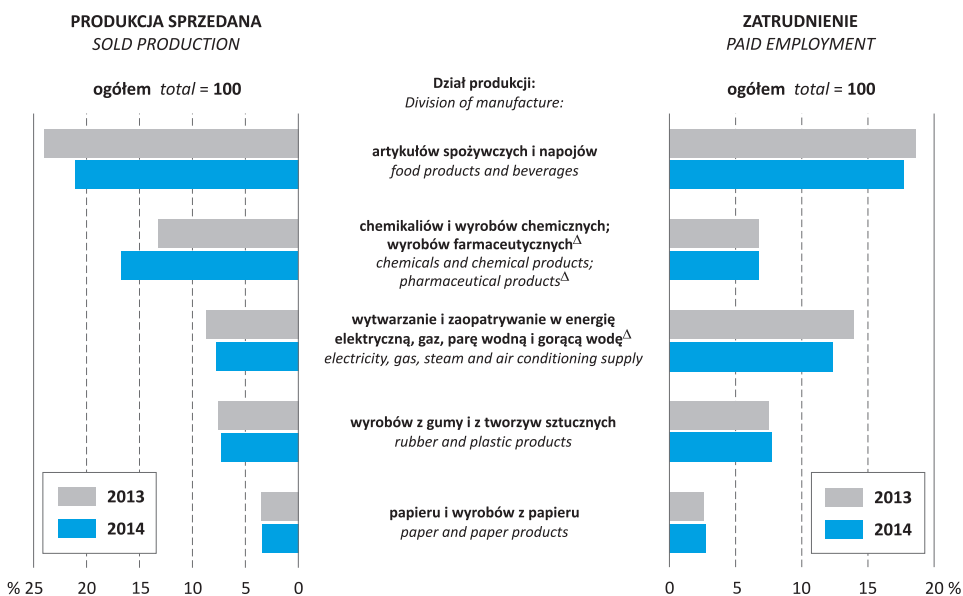 PRODUKCJA SPRZEDANA
SOLD PRODUCTION
ogółem total = 100
ZATRUDNIENIE
PAID EMPLOYMENT
ogółem total = 100
Dział produkcji:
Division of manufacture:
artykułów spożywczych i napojów
food products and beverages
chemikaliów i wyrobów chemicznych;
wyrobów farmaceutycznychΔ
chemicals and chemical products;
pharmaceutical productsΔ
wytwarzanie i zaopatrywanie w energię
elektryczną, gaz, parę wodną i gorącą wodęΔ
electricity, gas, steam and air conditioning supply
wyrobów z gumy i z tworzyw sztucznych
rubber and plastic products
papieru i wyrobów z papieru
paper and paper products
2013
2014
2013
2014
% 25 20 15 10 5 0
0 5 10 15 20 %